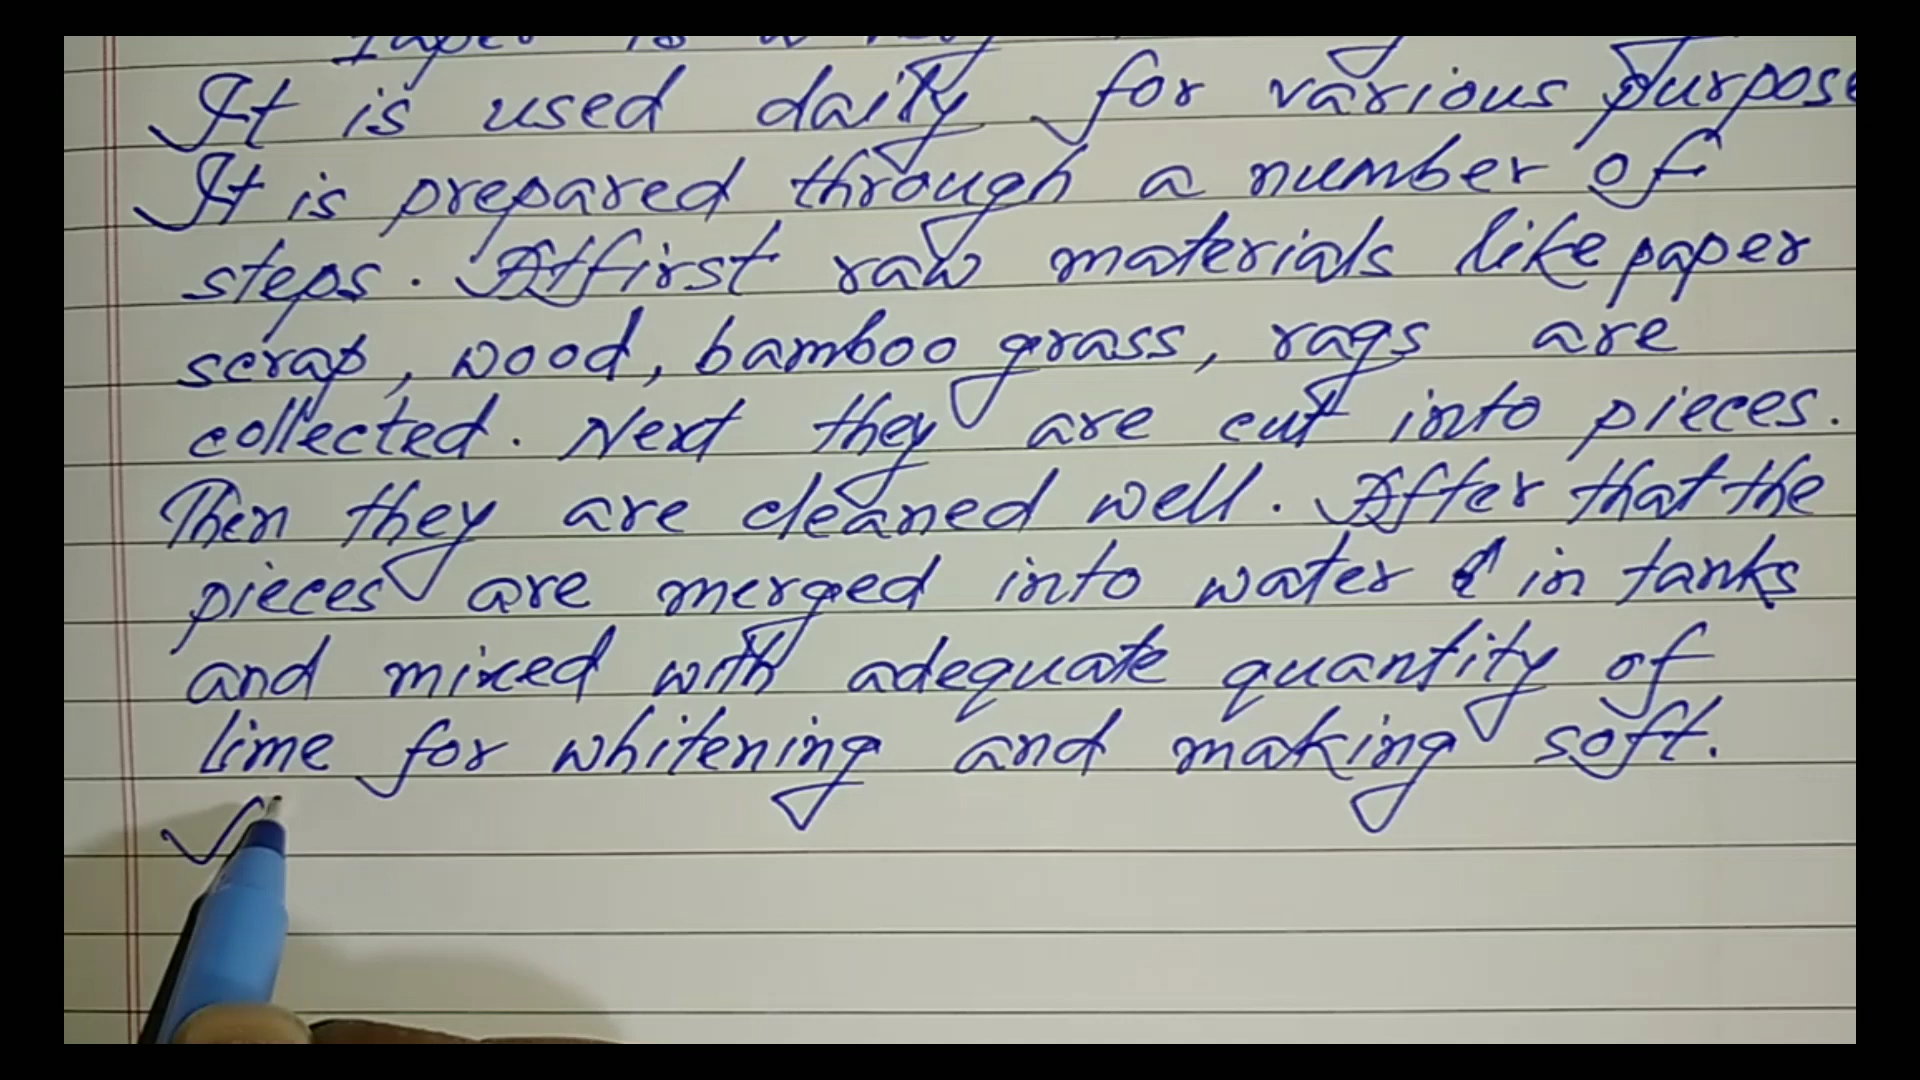 Paper is a
It is used daily for various purpose
It is prepared through a number of
steps. At first raw materials like paper
scrap, wood, bamboo grass, rags are
collected. Next they are cut into pieces.
Then they are cleaned well. After that the
pieces are merged into water & in tanks
and mixed with adequate quantity of
lime for whitening and making soft.